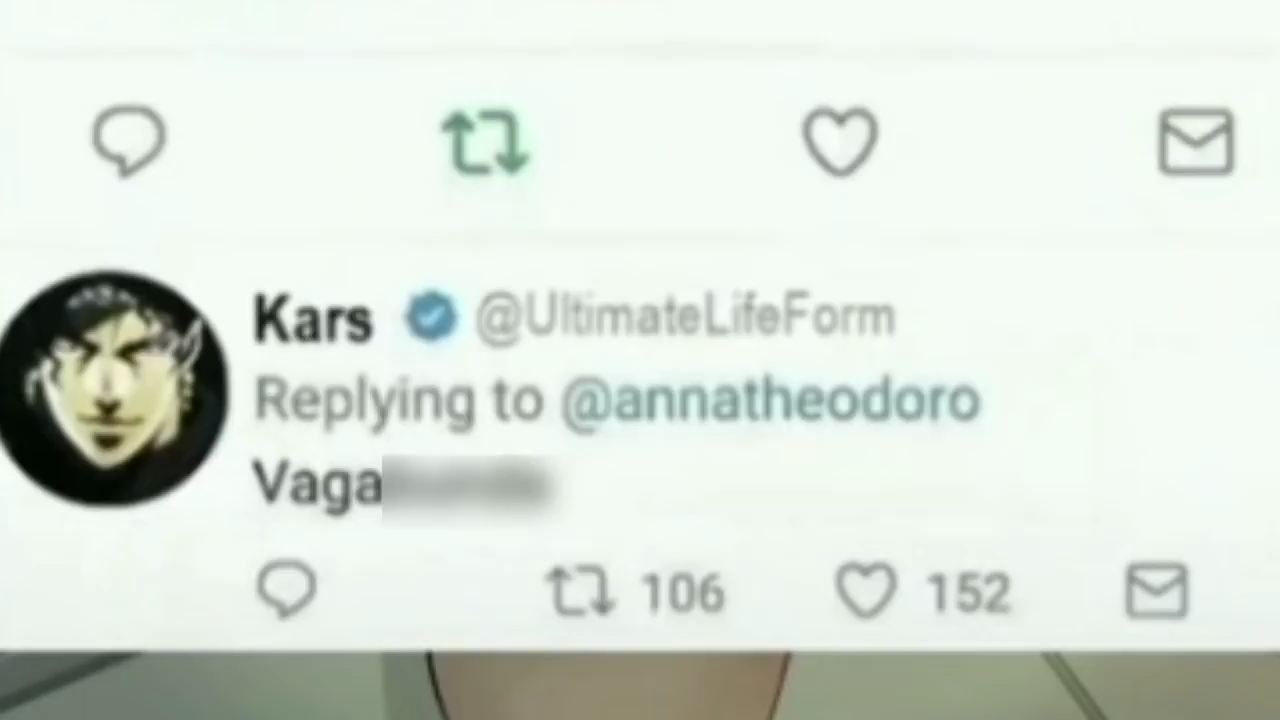 Kars @UltimateLifeForm
Replying to @annatheodoro
Vaga
106 152